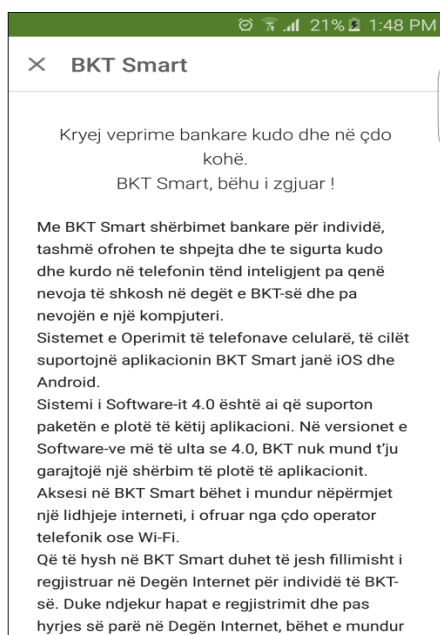 21% 1:48 PM
BKT Smart
Kryej veprime bankare kudo dhe në çdo
kohë.
BKT Smart, bëhu i zgjuar !
Me BKT Smart shërbimet bankare për individë,
tashmë ofrohen te shpejta dhe te sigurta kudo
dhe kurdo në telefonin tënd inteligjent pa qenë
nevoja të shkosh në degët e BKT-së dhe pa
nevojën e një kompjuteri.
Sistemet e Operimit të telefonave celularë, të cilët
suportojnë aplikacionin BKT Smart janë iOS dhe
Android.
Sistemi i Software-it 4.0 është ai që suporton
paketën e plotë të këtij aplikacioni. Në versionet e
Software-ve më të ulta se 4.0, BKT nuk mund t'ju
garajtojë një shërbim të plotë të aplikacionit.
Aksesi në BKT Smart bëhet i mundur nëpërmjet
një lidhjeje interneti, i ofruar nga çdo operator
telefonik ose Wi-Fi.
Që të hysh në BKT Smart duhet të jesh fillimisht i
regjistruar në Degën Internet për individë të BKT-
së. Duke ndjekur hapat e regjistrimit dhe pas
hyrjes së parë në Degën Internet, bëhet e mundur